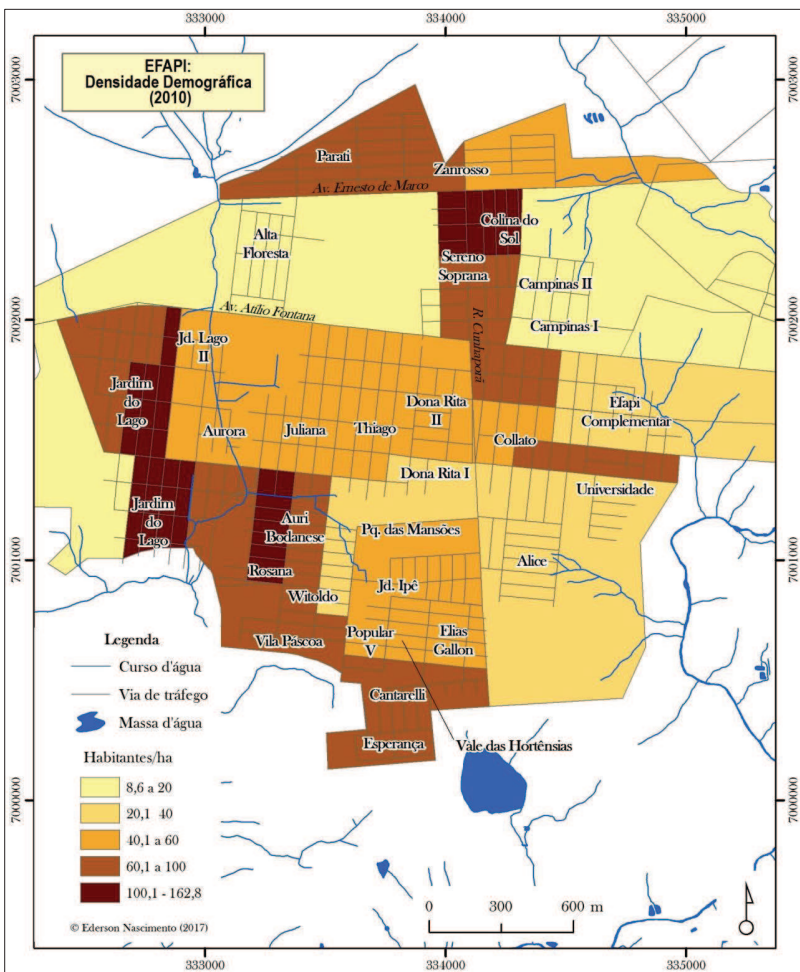 333000
334000
335000
7003000
7003000
EFAPI:
Densidade Demográfica
(2010)
Parati
Zanrosso
Av. Ernesto de Marco
Colina do
Sol
Alta
Floresta
Sereno
Soprana
Campinas II
Av. Atílio Fontana
Campinas I
7002000
7002000
Jd. Lago
II
R. Cunhaporã
Jardim
do
Lago
Dona Rita
II
Efapi
Complementar
Aurora
Juliana
Thiago
Collato
Dona Rita I
Universidade
Jardim
do
Lago
Auri
Bodanese
Pq. das Mansões
7001000
7001000
Rosana
Alice
Jd. Ipê
Witoldo
Vila Páscoa
Popular
V
Elias
Gallon
Cantarelli
Esperança
Vale das Hortênsias
Legenda
Curso d'água
Via de tráfego
Massa d'água
Habitantes/ha
8,6 a 20
20,1 40
40,1 a 60
60,1 a 100
100,1 - 162,8
7000000
7000000
© Ederson Nascimento (2017)
0 300 600 m
333000
334000
335000